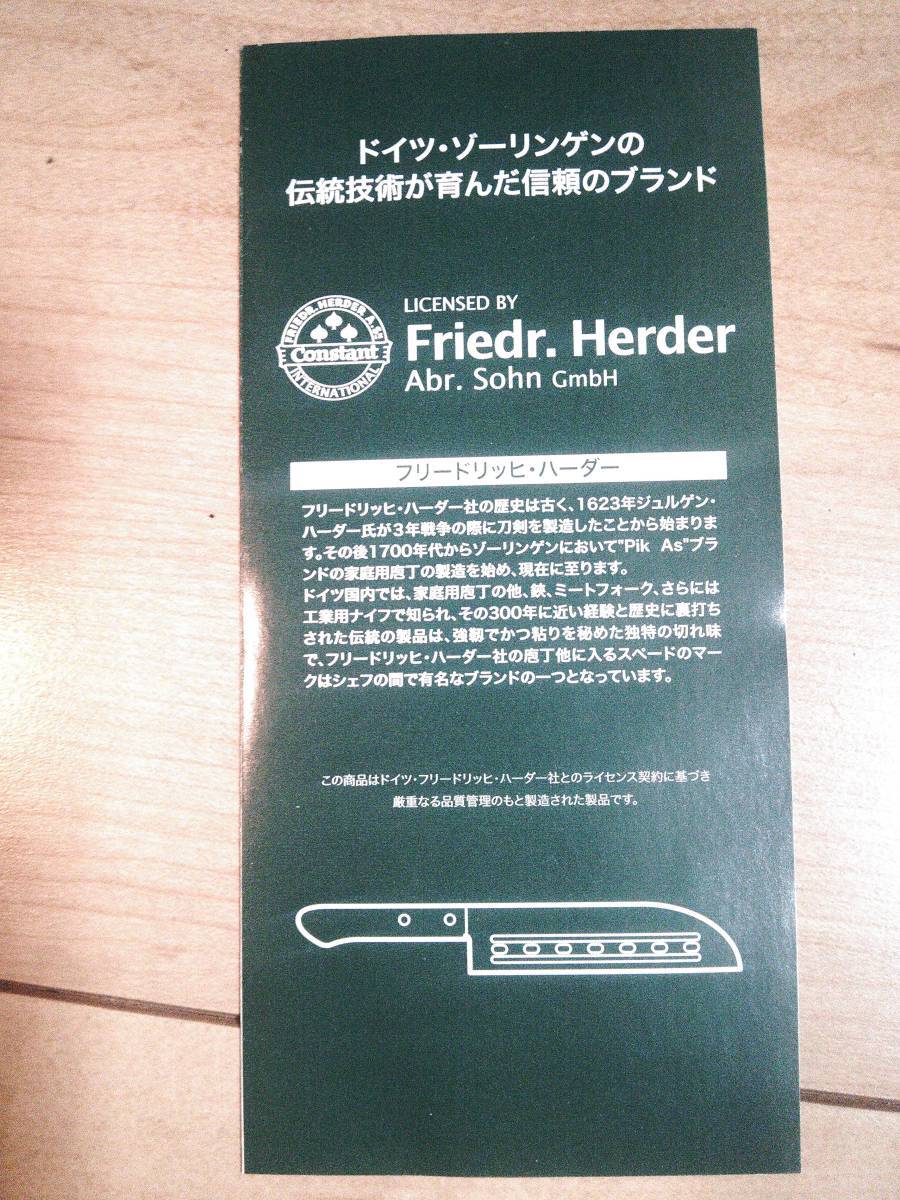 ドイツ・ゾーリンゲンの
伝統技術が育んだ信頼のブランド
FRIEDR. HERDER A. S.
Constant
INTERNATIONAL
LICENSED BY
Friedr. Herder
Abr. Sohn GmbH
フリードリッヒ・ハーダー
フリードリッヒ・ハーダー社の歴史は古く、1623年ジュルゲン・
ハーダー氏が3年戦争の際に刀剣を製造したことから始まりま
す。その後1700年代からゾーリンゲンにおいて"Pik As"ブラ
ンドの家庭用庖丁の製造を始め、現在に至ります。
ドイツ国内では、家庭用庖丁の他、鋏、ミートフォーク、さらには
工業用ナイフで知られ、その300年に近い経験と歴史に裏打ち
された伝統の製品は、強靭でかつ粘りを秘めた独特の切れ味
で、フリードリッヒ・ハーダー社の庖丁他に入るスペードのマー
クはシェフの間で有名なブランドの一つとなっています。
この商品はドイツ・フリードリッヒ・ハーダー社とのライセンス契約に基づき
厳重なる品質管理のもと製造された製品です。